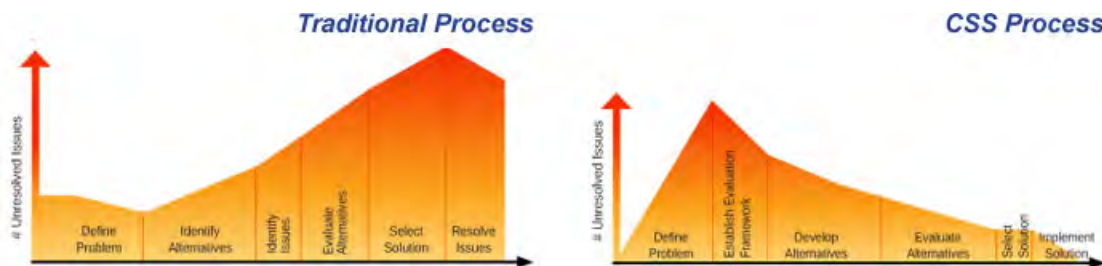 Traditional Process
# Unresolved Issues
Define
Problem
Identify
Alternatives
Identify
Issues
Evaluate
Alternatives
Select
Solution
Resolve
Issues
CSS Process
# Unresolved Issues
Define
Problem
Establish Evaluation
Framework
Develop
Alternatives
Evaluate
Alternatives
Select
Solution
Implement
Solution